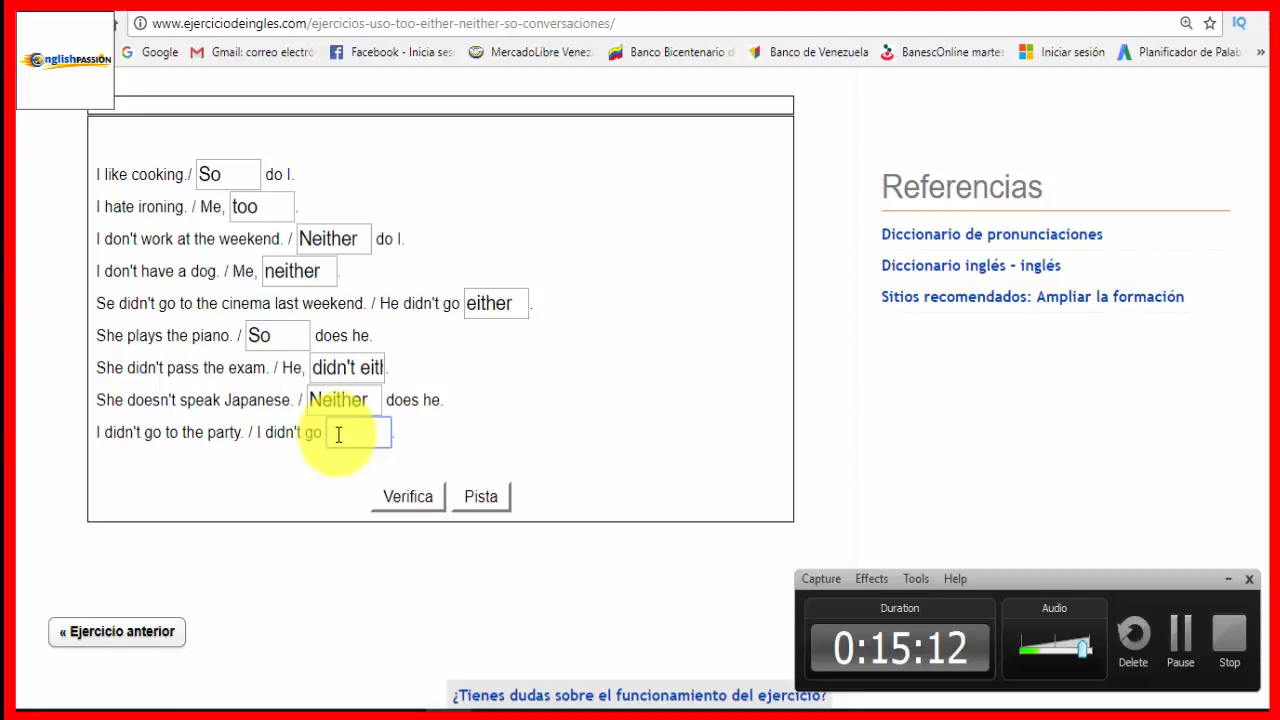 www.ejerciciodeingles.com/ejercicios-uso-too-either-neither-so-conversaciones/
IQ
nglishPASSIÓN
Google Gmail: correo electró Facebook - Inicia ses MercadoLibre Venez Banco Bicentenario d Banco de Venezuela BanescOnline martes Iniciar sesión Planificador de Palab »
I like cooking./ So do I.
I hate ironing. / Me, too .
I don't work at the weekend. / Neither do I.
I don't have a dog. / Me, neither .
Se didn't go to the cinema last weekend. / He didn't go either .
She plays the piano. / So does he.
She didn't pass the exam. / He, didn't eith .
She doesn't speak Japanese. / Neither does he.
I didn't go to the party. / I didn't go .
Verifica Pista
Referencias
Diccionario de pronunciaciones
Diccionario inglés - inglés
Sitios recomendados: Ampliar la formación
« Ejercicio anterior
¿Tienes dudas sobre el funcionamiento del ejercicio?
Capture Effects Tools Help
Duration Audio
0:15:12
Delete Pause Stop